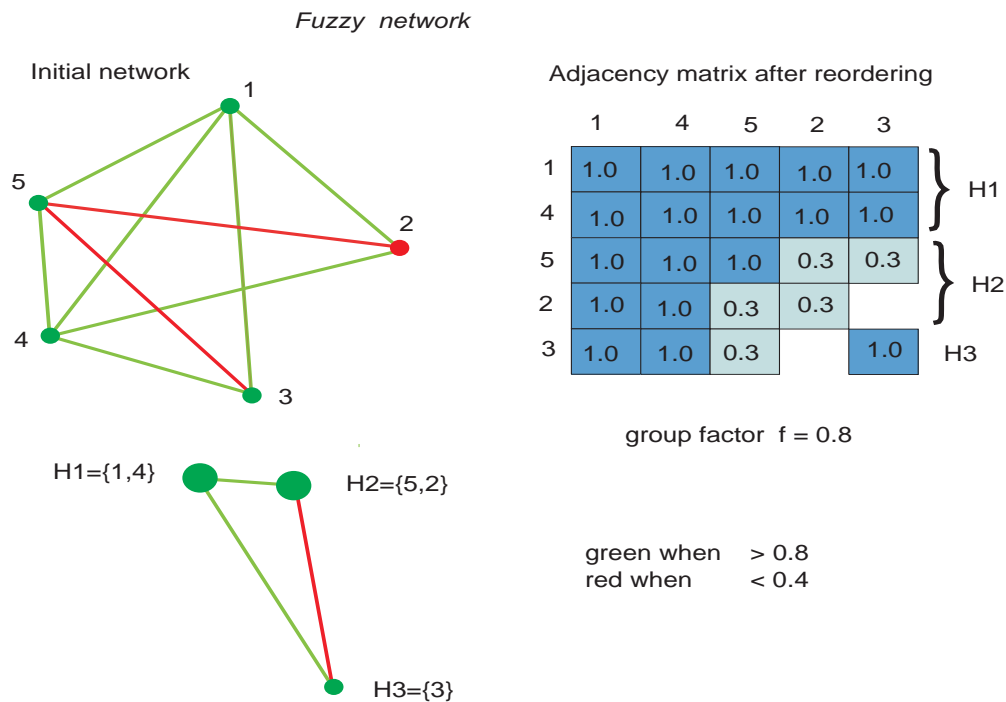 Fuzzy network
Initial network
1
5
2
4
3
Adjacency matrix after reordering
1 4 5 2 3
1 1.0 1.0 1.0 1.0 1.0
H1
4 1.0 1.0 1.0 1.0 1.0
5 1.0 1.0 1.0 0.3 0.3
H2
2 1.0 1.0 0.3 0.3
3 1.0 1.0 0.3 1.0 H3
group factor f = 0.8
H1={1,4}
H2={5,2}
H3={3}
green when > 0.8
red when < 0.4